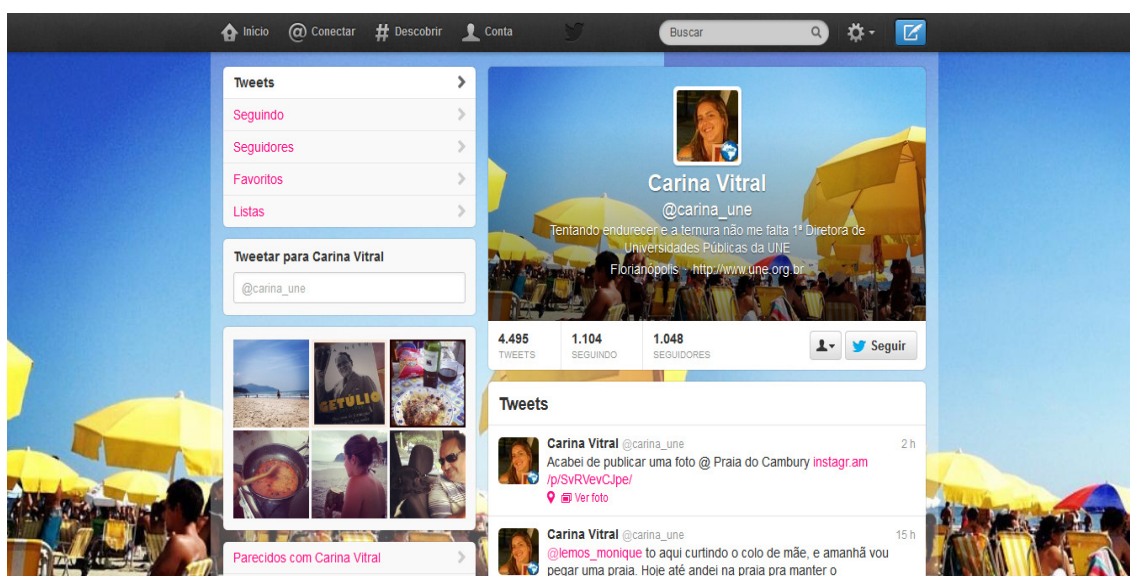 Início @ Conectar # Descobrir Conta Buscar
Tweets
Seguindo
Seguidores
Favoritos
Listas
Tweetar para Carina Vitral
@carina_une
GETÚLIO
Parecidos com Carina Vitral
Carina Vitral
@carina_une
Tentando endurecer e a ternura não me falta 1ª Diretora de
Universidades Públicas da UNE
Florianópolis · http://www.une.org.br
4.495 1.104 1.048
TWEETS SEGUINDO SEGUIDORES
Seguir
Tweets
Carina Vitral @carina_une 2 h
Acabei de publicar uma foto @ Praia do Cambury instagr.am
/p/SvRVevCJpe/
Ver foto
Carina Vitral @carina_une 15 h
@lemos_monique to aqui curtindo o colo de mãe, e amanhã vou
pegar uma praia. Hoje até andei na praia pra manter o